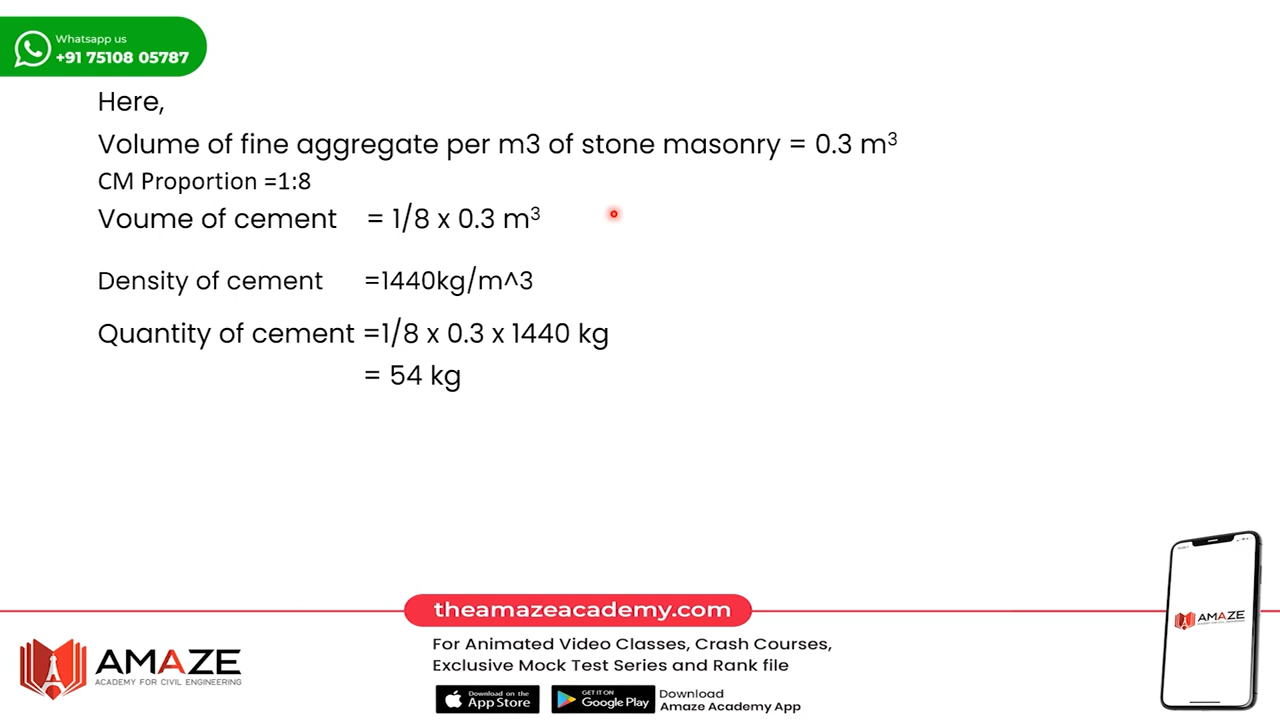 Whatsapp us
+91 75108 05787
Here,
Volume of fine aggregate per m3 of stone masonry = 0.3 m³
CM Proportion =1:8
Voume of cement = 1/8 x 0.3 m³
Density of cement =1440kg/m^3
Quantity of cement =1/8 x 0.3 x 1440 kg
= 54 kg
theamazeacademy.com
For Animated Video Classes, Crash Courses,
Exclusive Mock Test Series and Rank file
AMAZE
ACADEMY FOR CIVIL ENGINEERING
Download on the
App Store
GET IT ON
Google Play
Download
Amaze Academy App
AMAZE